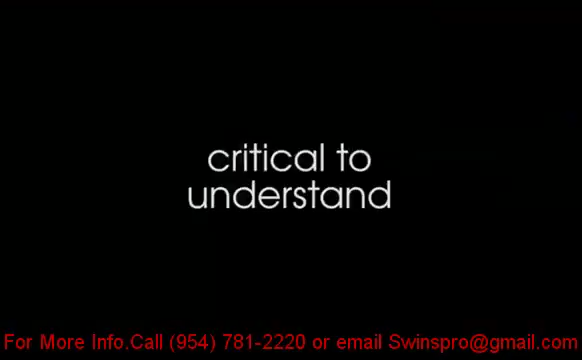 critical to
understand
For More Info.Call (954) 781-2220 or email Swinspro@gmail.com